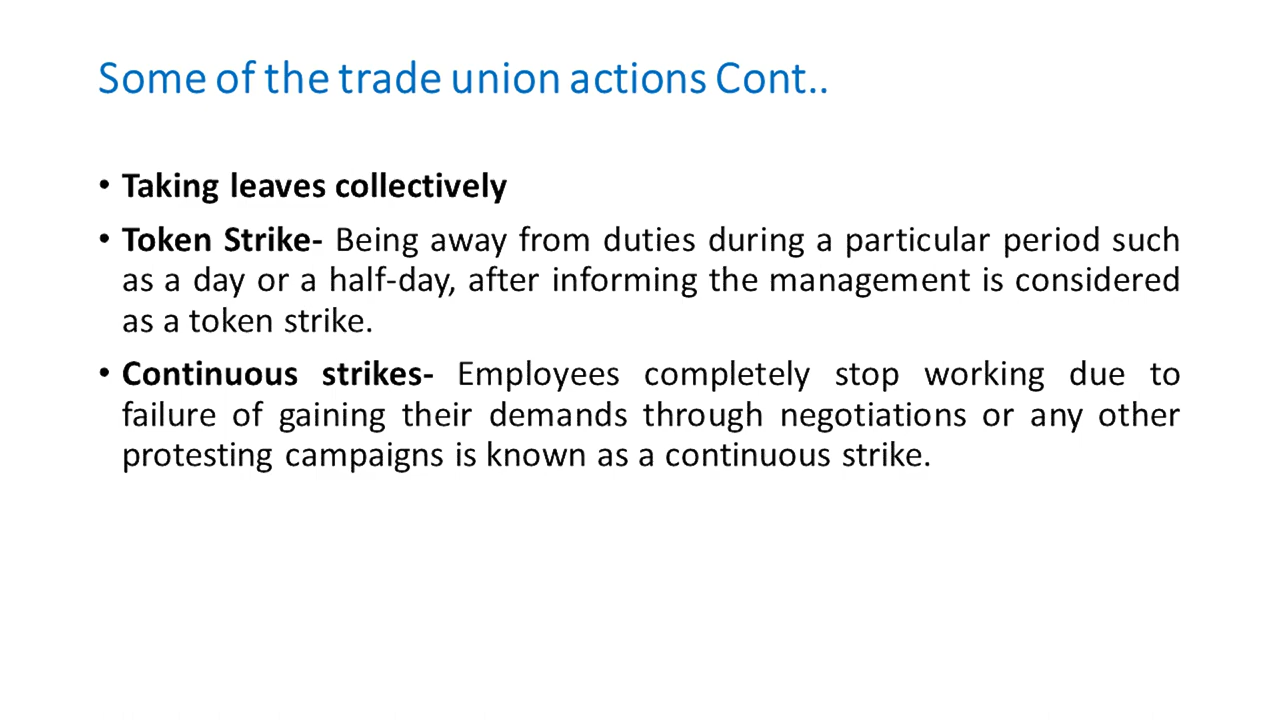 Some of the trade union actions Cont..
• Taking leaves collectively
• Token Strike- Being away from duties during a particular period such
as a day or a half-day, after informing the management is considered
as a token strike.
• Continuous strikes- Employees completely stop working due to
failure of gaining their demands through negotiations or any other
protesting campaigns is known as a continuous strike.